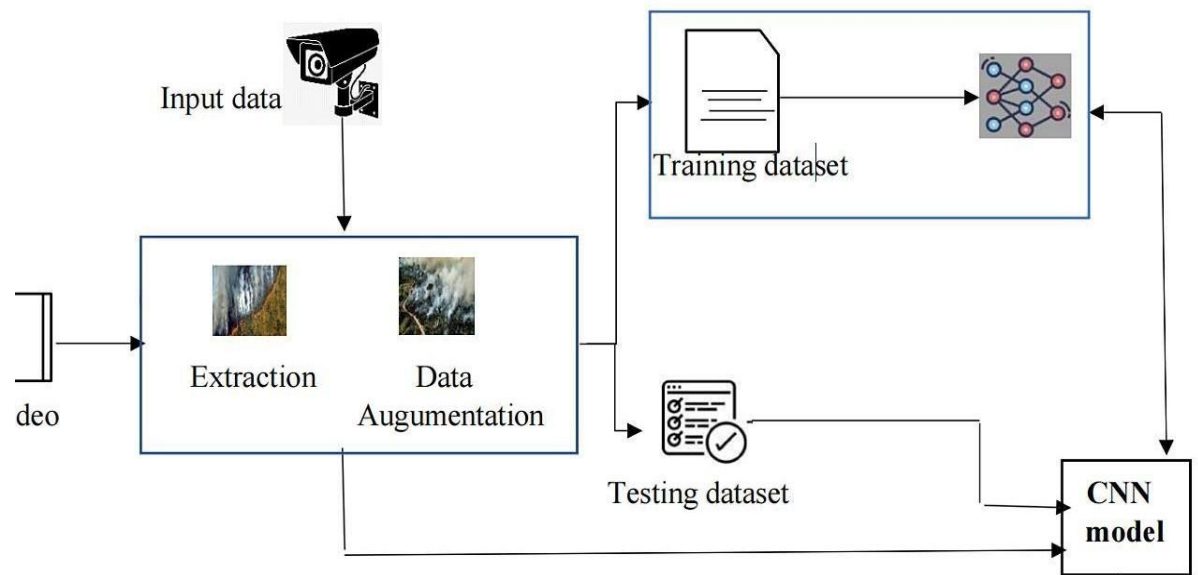 Input data
Training dataset
Extraction
Data
Augumentation
deo
Testing dataset
CNN
model